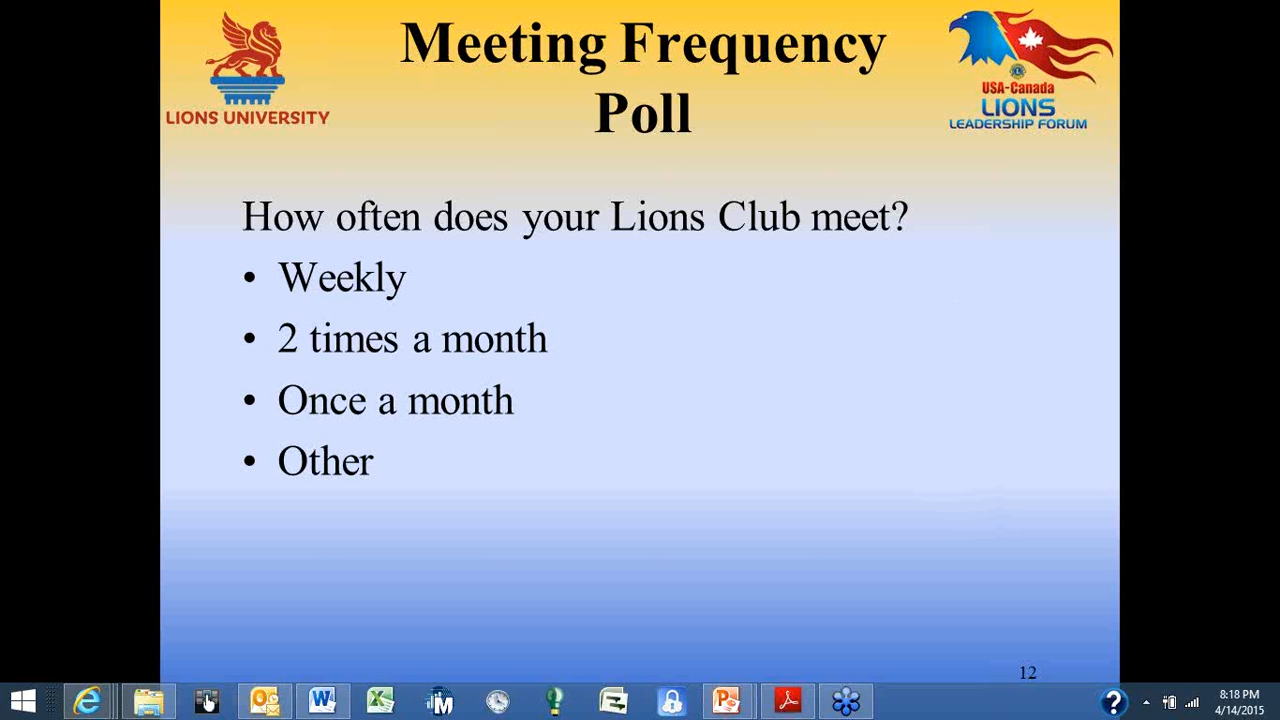 Meeting Frequency
Poll
LIONS UNIVERSITY
USA-Canada
LIONS
LEADERSHIP FORUM
How often does your Lions Club meet?
• Weekly
• 2 times a month
• Once a month
• Other
12
8:18 PM
4/14/2015